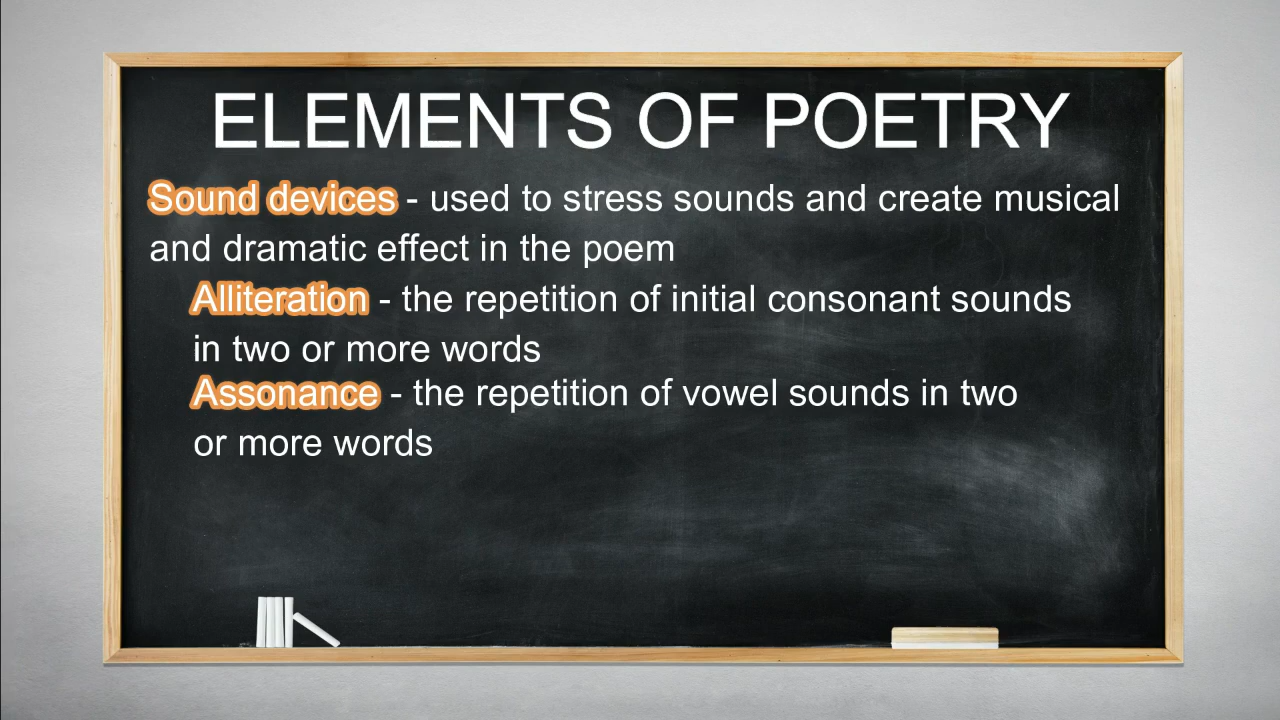 ELEMENTS OF POETRY
Sound devices - used to stress sounds and create musical
and dramatic effect in the poem
Alliteration - the repetition of initial consonant sounds
in two or more words
Assonance - the repetition of vowel sounds in two
or more words